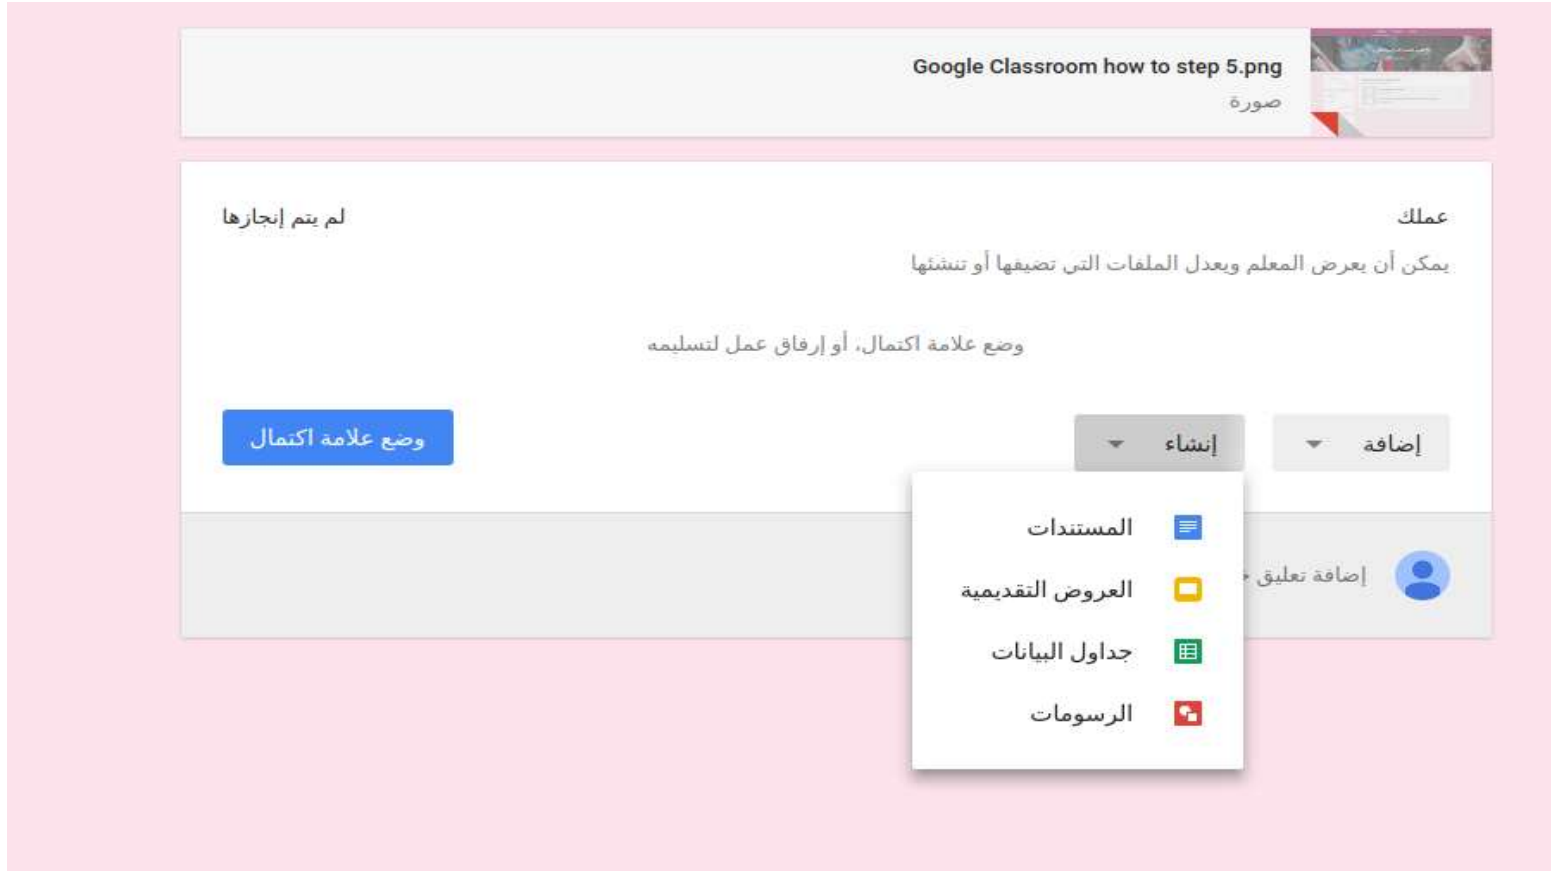 Google Classroom how to step 5.png
صورة
عملك
لم يتم إنجازها
يمكن أن يعرض المعلم ويعدل الملفات التي تضيفها أو تنشئها
وضع علامة اكتمال، أو إرفاق عمل لتسليمه
إضافة
إنشاء
وضع علامة اكتمال
المستندات
إضافة تعليق
العروض التقديمية
جداول البيانات
الرسومات